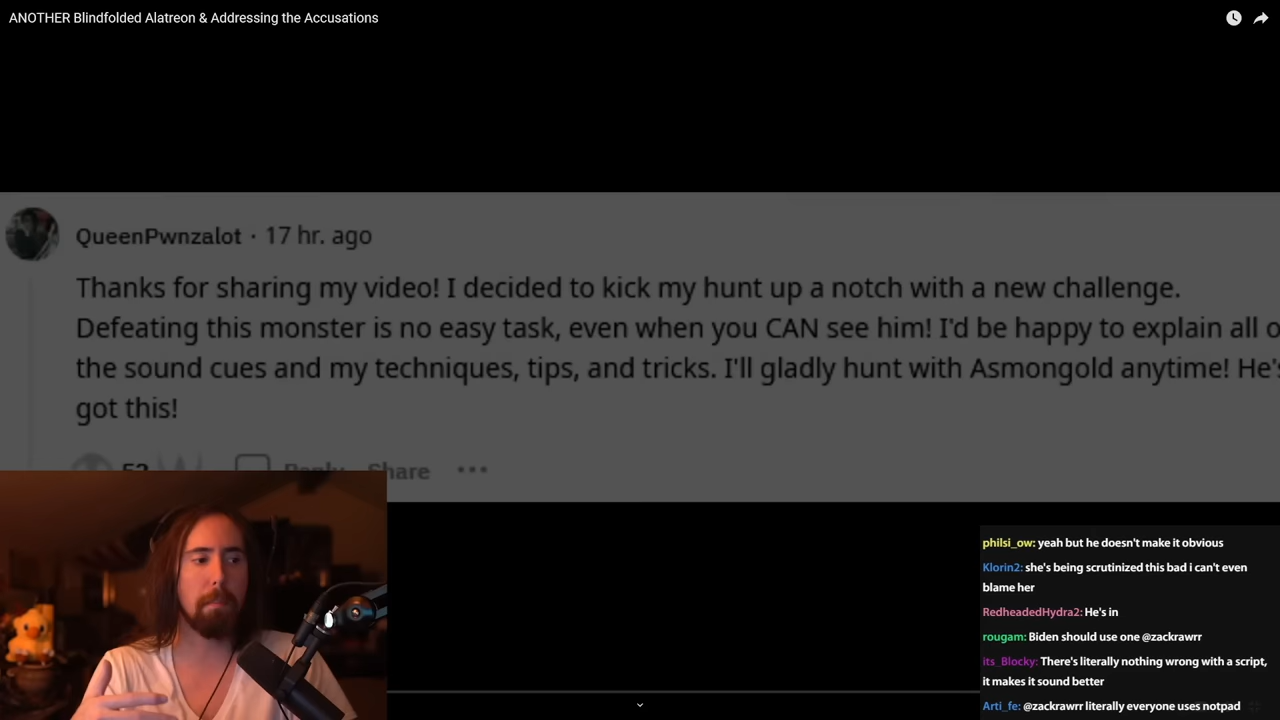 ANOTHER Blindfolded Alatreon & Addressing the Accusations
QueenPwnzalot · 17 hr. ago
Thanks for sharing my video! I decided to kick my hunt up a notch with a new challenge.
Defeating this monster is no easy task, even when you CAN see him! I'd be happy to explain all o
the sound cues and my techniques, tips, and tricks. I'll gladly hunt with Asmongold anytime! He's
got this!
52 Reply Share
philsi_ow: yeah but he doesn't make it obvious
Klorin2: she's being scrutinized this bad i can't even
blame her
RedheadedHydra2: He's in
rougam: Biden should use one @zackrawrr
its_Blocky: There's literally nothing wrong with a script,
it makes it sound better
Arti_fe: @zackrawrr literally everyone uses notpad